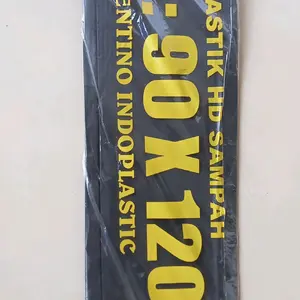 ASTIK HD SAMPAH
: 90 X 120
ENTINO INDOPLASTIC